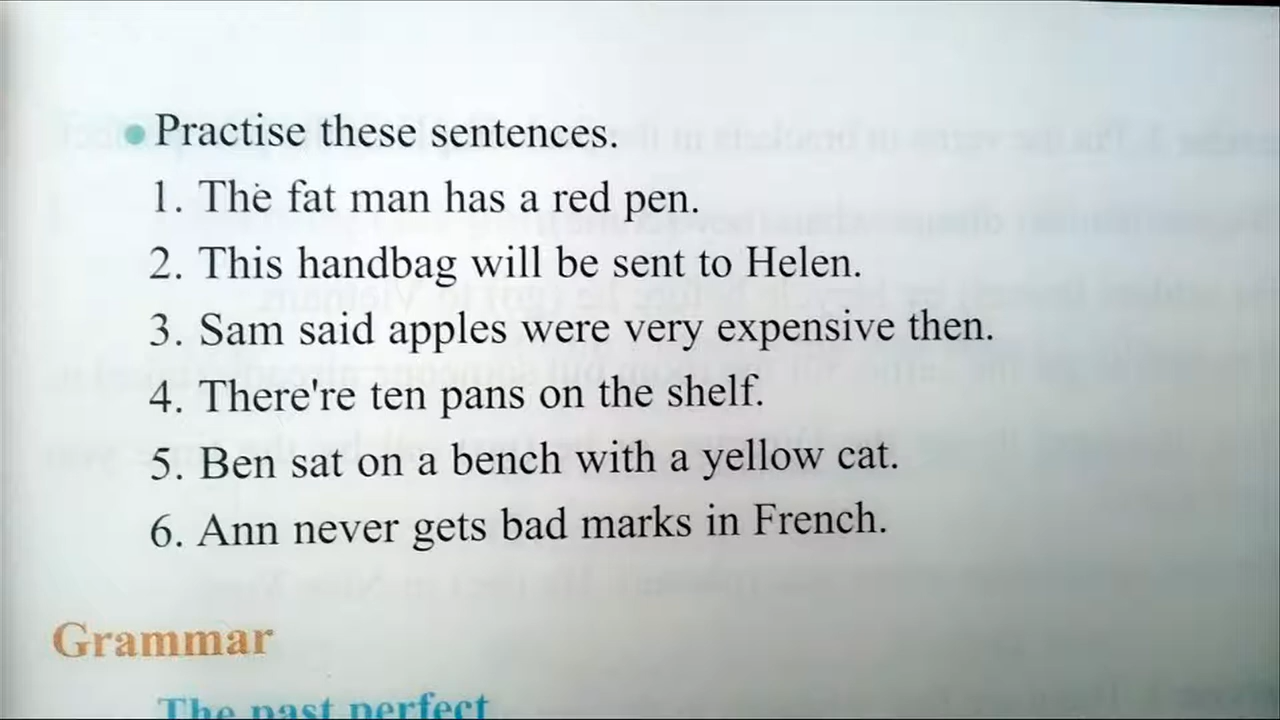 Practise these sentences.
1. The fat man has a red pen.
2. This handbag will be sent to Helen.
3. Sam said apples were very expensive then.
4. There're ten pans on the shelf.
5. Ben sat on a bench with a yellow cat.
6. Ann never gets bad marks in French.
Grammar
The past perfect